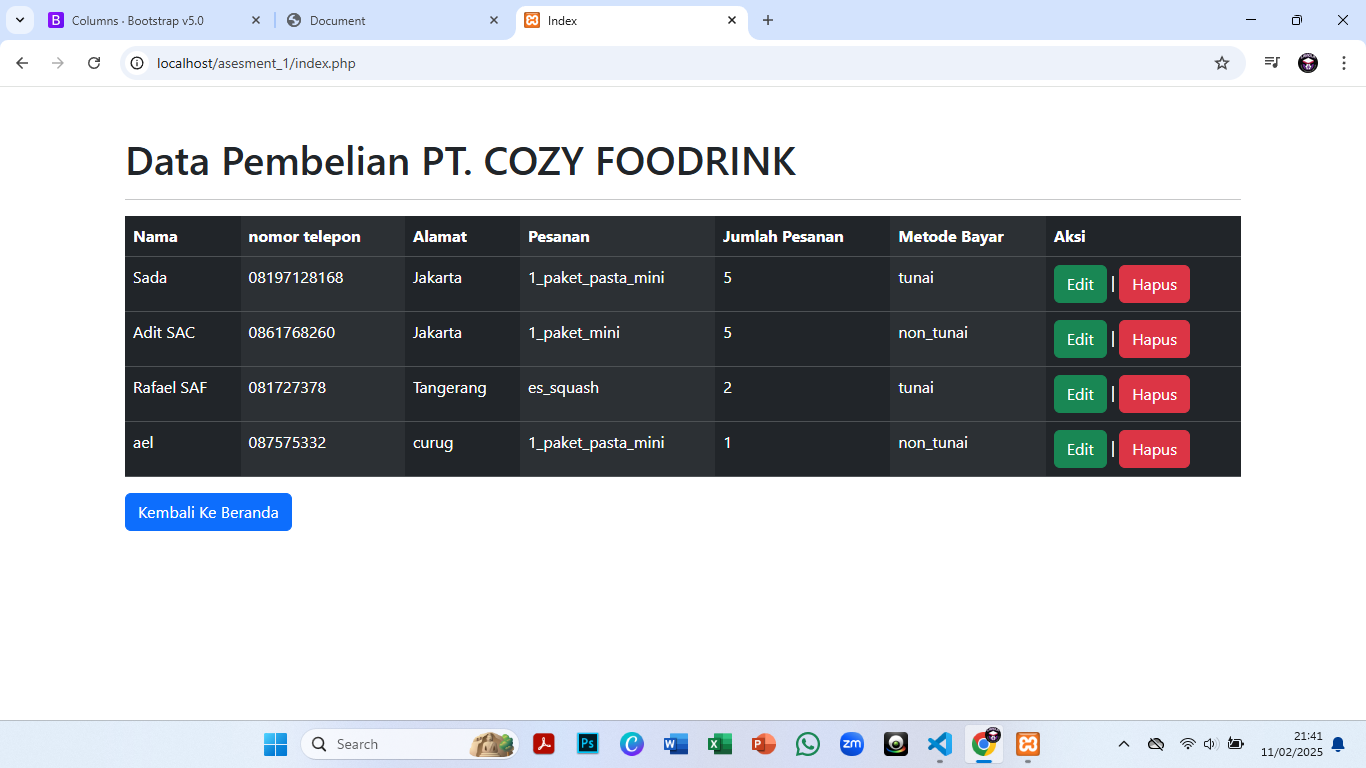 Columns · Bootstrap v5.0
Document
Index
localhost/asesment_1/index.php
Data Pembelian PT. COZY FOODRINK
Nama nomor telepon Alamat Pesanan Jumlah Pesanan Metode Bayar Aksi
Sada 08197128168 Jakarta 1_paket_pasta_mini 5 tunai Edit | Hapus
Adit SAC 0861768260 Jakarta 1_paket_mini 5 non_tunai Edit | Hapus
Rafael SAF 081727378 Tangerang es_squash 2 tunai Edit | Hapus
ael 087575332 curug 1_paket_pasta_mini 1 non_tunai Edit | Hapus
Kembali Ke Beranda
Search
21:41
11/02/2025